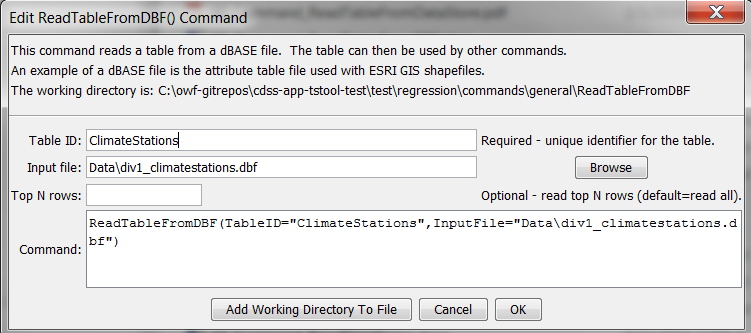 Edit ReadTableFromDBF() Command
This command reads a table from a dBASE file.  The table can then be used by other commands.
An example of a dBASE file is the attribute table file used with ESRI GIS shapefiles.
The working directory is: C:\owf-gitrepos\cdss-app-tstool-test\test\regression\commands\general\ReadTableFromDBF
Table ID: ClimateStations Required - unique identifier for the table.
Input file: Data\div1_climatestations.dbf Browse
Top N rows: Optional - read top N rows (default=read all).
Command: ReadTableFromDBF(TableID="ClimateStations",InputFile="Data\div1_climatestations.d
bf")
Add Working Directory To File Cancel OK